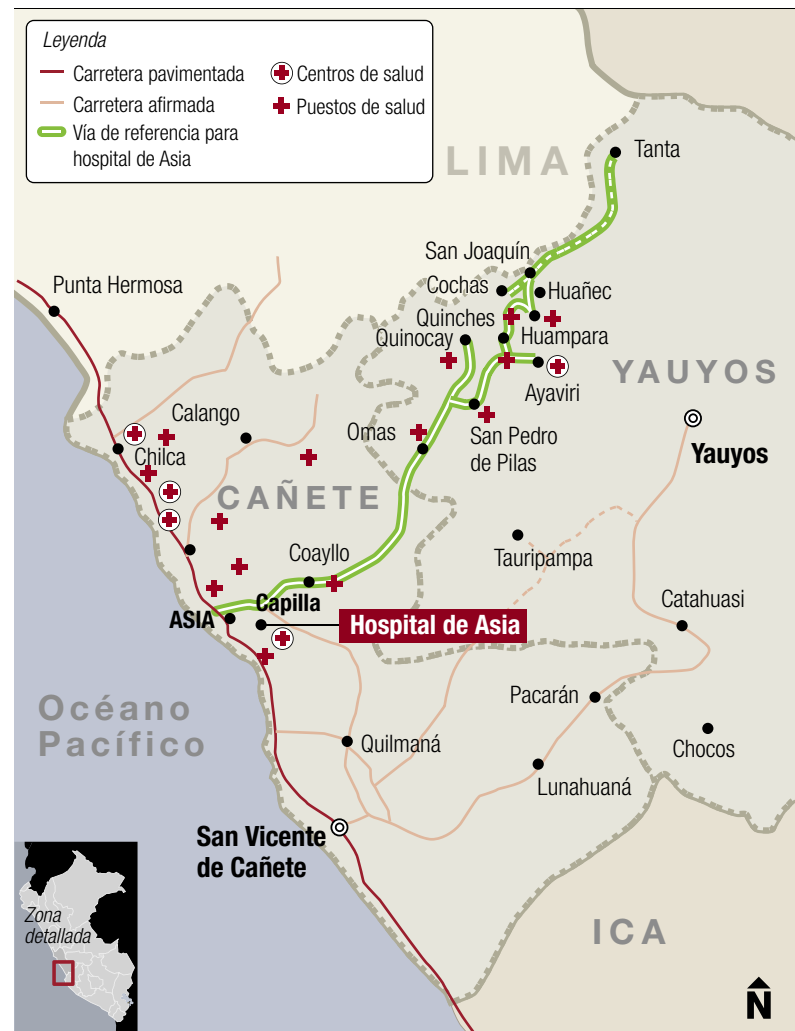 Leyenda
Carretera pavimentada
Carretera afirmada
Vía de referencia para
hospital de Asia
Centros de salud
Puestos de salud
LIMA
Tanta
San Joaquín
Punta Hermosa
Cochas
Huañec
Quinches
Quinocay
Huampara
Ayaviri
YAUYOS
Calango
Omas
San Pedro
de Pilas
Yauyos
Chilca
CAÑETE
Coayllo
Tauripampa
ASIA
Capilla
Hospital de Asia
Catahuasi
Océano
Pacífico
Pacarán
Quilmaná
Chocos
Lunahuaná
San Vicente
de Cañete
Zona
detallada
ICA
N